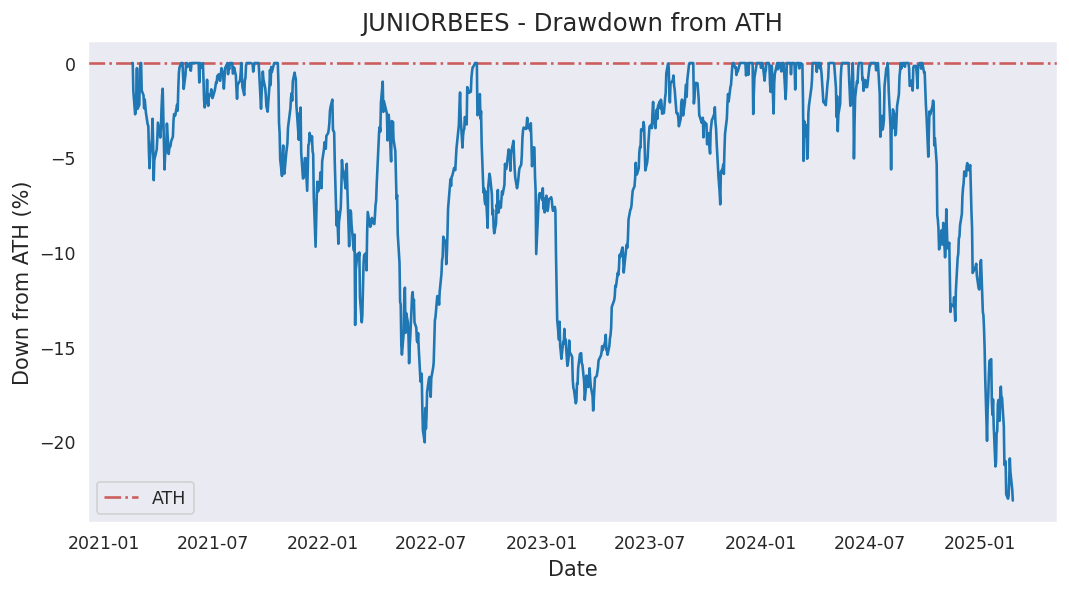 JUNIORBEES - Drawdown from ATH
Down from ATH (%)
0
−5
−10
−15
−20
ATH
2021-01 2021-07 2022-01 2022-07 2023-01 2023-07 2024-01 2024-07 2025-01
Date